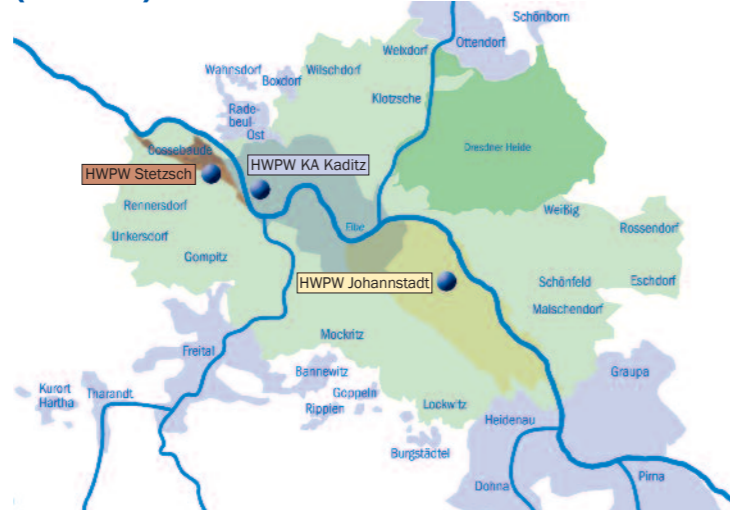 Schönborn
Ottendorf
Weixdorf
Wahnsdorf
Boxdorf
Wilschdorf
Klotzsche
Rade-
beul
Ost
Dresdner Heide
Cossebaude
HWPW KA Kaditz
HWPW Stetzsch
Rennersdorf
Weißig
Rossendorf
Unkersdorf
Elbe
Gompitz
HWPW Johannstadt
Schönfeld
Eschdorf
Malschendorf
Mockritz
Freital
Bannewitz
Graupa
Kurort
Hartha
Tharandt
Goppeln
Rippien
Lockwitz
Heidenau
Burgstädtel
Pirna
Dohna